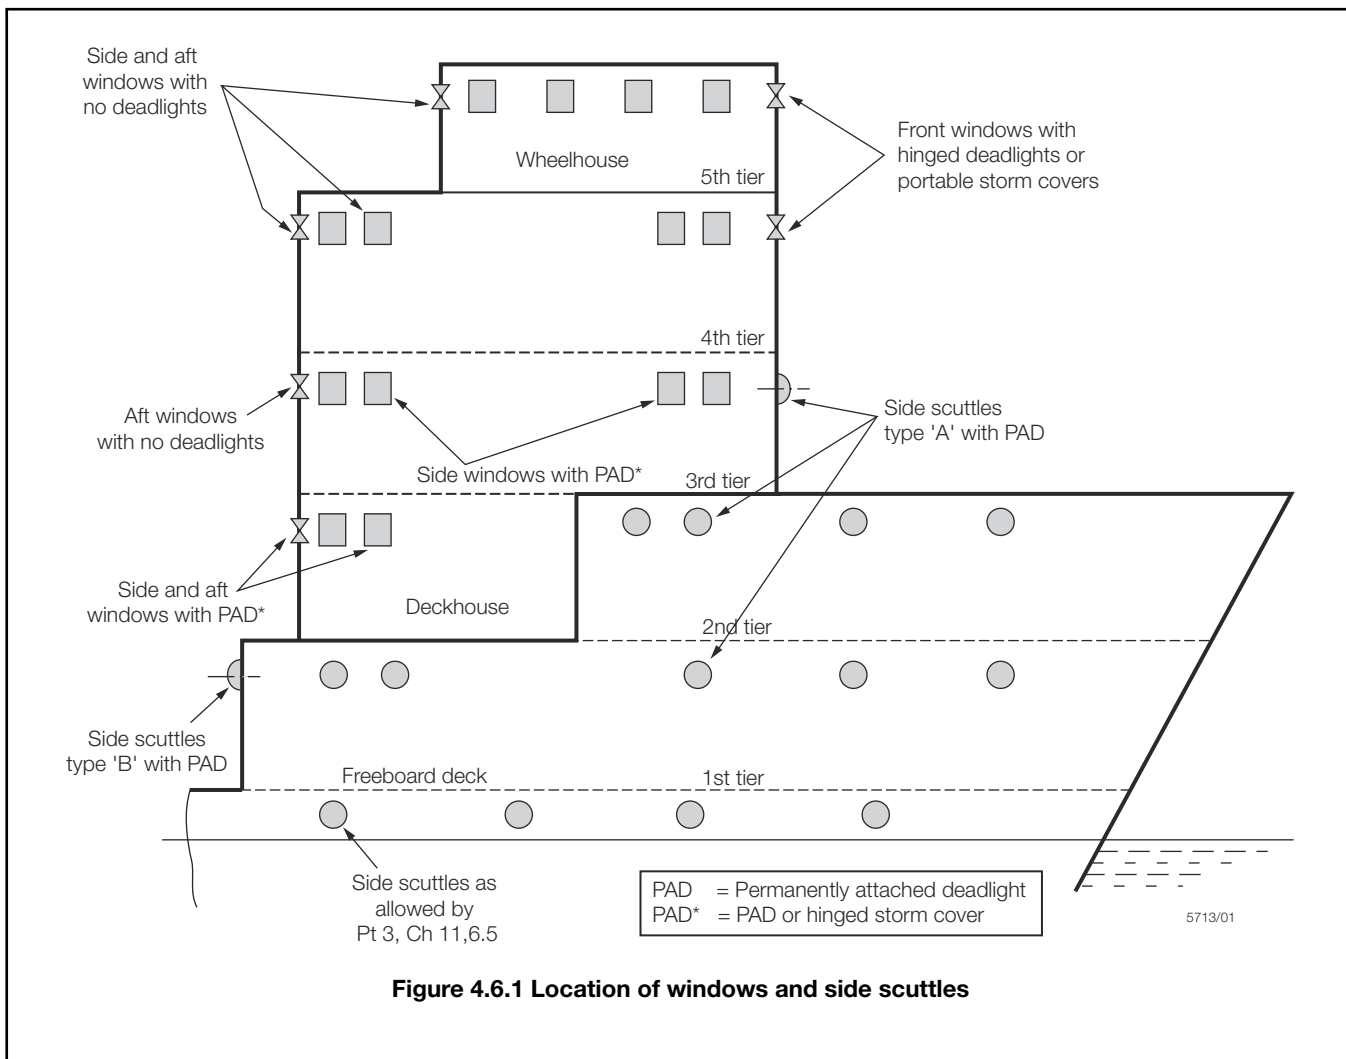 Side and aft
windows with
no deadlights
Wheelhouse
Front windows with
hinged deadlights or
portable storm covers
5th tier
4th tier
Aft windows
with no deadlights
Side scuttles
type 'A' with PAD
Side windows with PAD*
3rd tier
Side and aft
windows with PAD*
Deckhouse
2nd tier
Side scuttles
type 'B' with PAD
Freeboard deck
1st tier
Side scuttles as
allowed by
Pt 3, Ch 11,6.5
PAD = Permanently attached deadlight
PAD* = PAD or hinged storm cover
5713/01
Figure 4.6.1 Location of windows and side scuttles